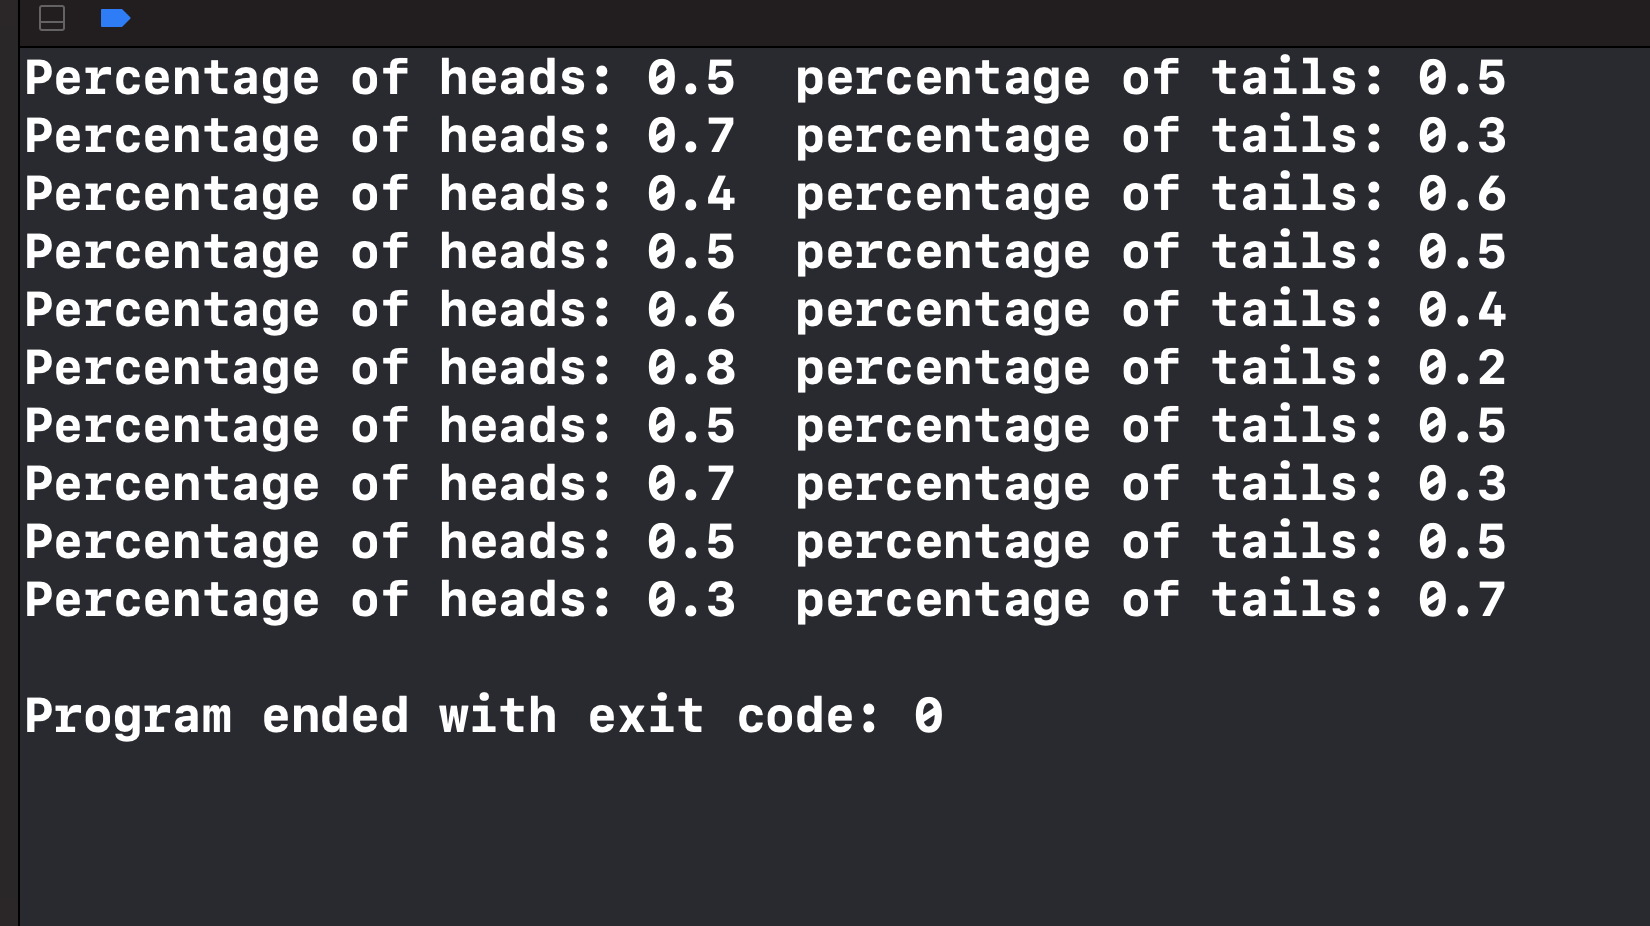 Percentage of heads: 0.5  percentage of tails: 0.5
Percentage of heads: 0.7  percentage of tails: 0.3
Percentage of heads: 0.4  percentage of tails: 0.6
Percentage of heads: 0.5  percentage of tails: 0.5
Percentage of heads: 0.6  percentage of tails: 0.4
Percentage of heads: 0.8  percentage of tails: 0.2
Percentage of heads: 0.5  percentage of tails: 0.5
Percentage of heads: 0.7  percentage of tails: 0.3
Percentage of heads: 0.5  percentage of tails: 0.5
Percentage of heads: 0.3  percentage of tails: 0.7
Program ended with exit code: 0